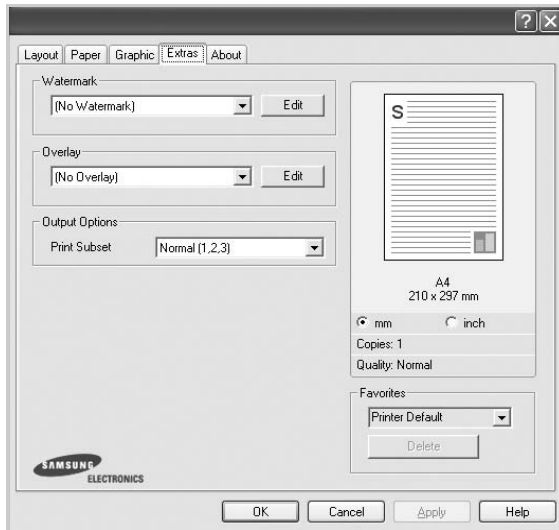 Layout Paper Graphic Extras About
Watermark
(No Watermark) Edit
Overlay
(No Overlay) Edit
Output Options
Print Subset Normal (1,2,3)
S
A4
210 x 297 mm
mm inch
Copies: 1
Quality: Normal
Favorites
Printer Default
Delete
SAMSUNG
ELECTRONICS
OK Cancel Apply Help